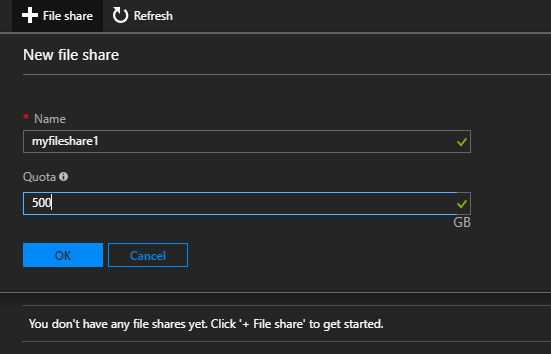 File share Refresh
New file share
* Name
myfileshare1
Quota
500
GB
OK Cancel
You don't have any file shares yet. Click '+ File share' to get started.